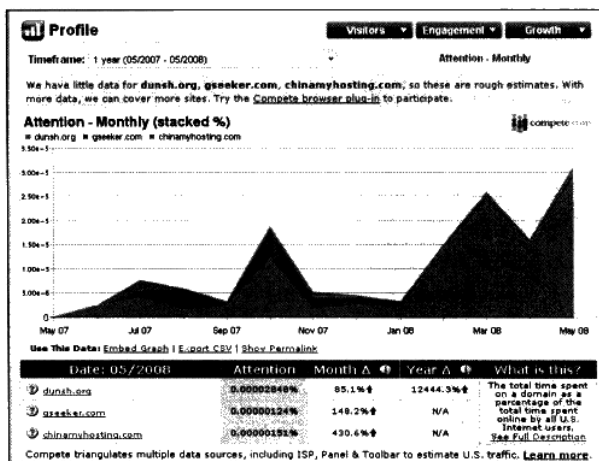 Profile
Visitors Engagement Growth
Timeframe: 1 year (05/2007 - 05/2008) Attention - Monthly
We have little data for dunsh.org, gseeker.com, chinamyhosting.com, so these are rough estimates. With
more data, we can cover more sites. Try the Compete browser plug-in to participate.
Attention - Monthly (stacked %)
dunsh.org gseeker.com chinamyhosting.com
compete
3.50e-5
3.00e-5
2.50e-5
2.00e-5
1.50e-5
1.00e-5
5.00e-6
0
May 07 Jul 07 Sep 07 Nov 07 Jan 08 Mar 08 May 08
Use This Data: Embed Graph | Export CSV | Show Permalink
Date: 05/2008 Attention Month Δ Year Δ What is this?
dunsh.org 0.00002848% 85.1% 12444.3%
gseeker.com 0.00000124% 148.2% N/A
chinamyhosting.com 0.00000151% 430.6% N/A
The total time spent
on a domain as a
percentage of the
total time spent
online by all U.S.
Internet users.
See Full Description
Compete triangulates multiple data sources, including ISP, Panel & Toolbar to estimate U.S. traffic. Learn more.